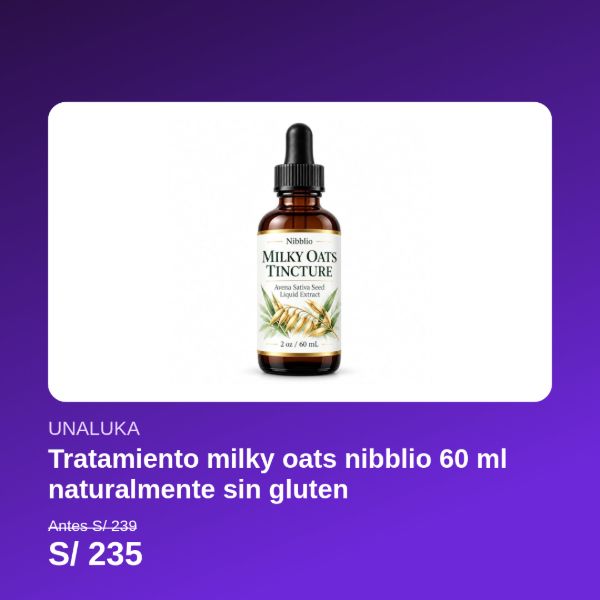 Nibblio
MILKY OATS
TINCTURE
Avena Sativa Seed
Liquid Extract
2 oz / 60 mL
UNALUKA
Tratamiento milky oats nibblio 60 ml
naturalmente sin gluten
Antes S/ 239
S/ 235